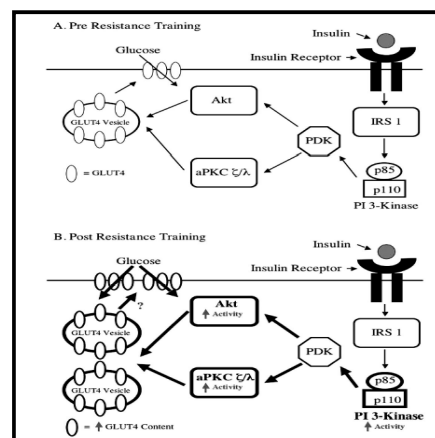 A. Pre Resistance Training
Insulin
Glucose
Insulin Receptor
Akt
IRS 1
GLUT4 Vesicle
PDK
= GLUT4
aPKC ζ/λ
p85
p110
PI 3-Kinase
B. Post Resistance Training
Insulin
Glucose
Insulin Receptor
?
Akt
↑ Activity
IRS 1
GLUT4 Vesicle
PDK
GLUT4 Vesicle
aPKC ζ/λ
↑ Activity
p85
p110
PI 3-Kinase
↑ Activity
= ↑ GLUT4 Content